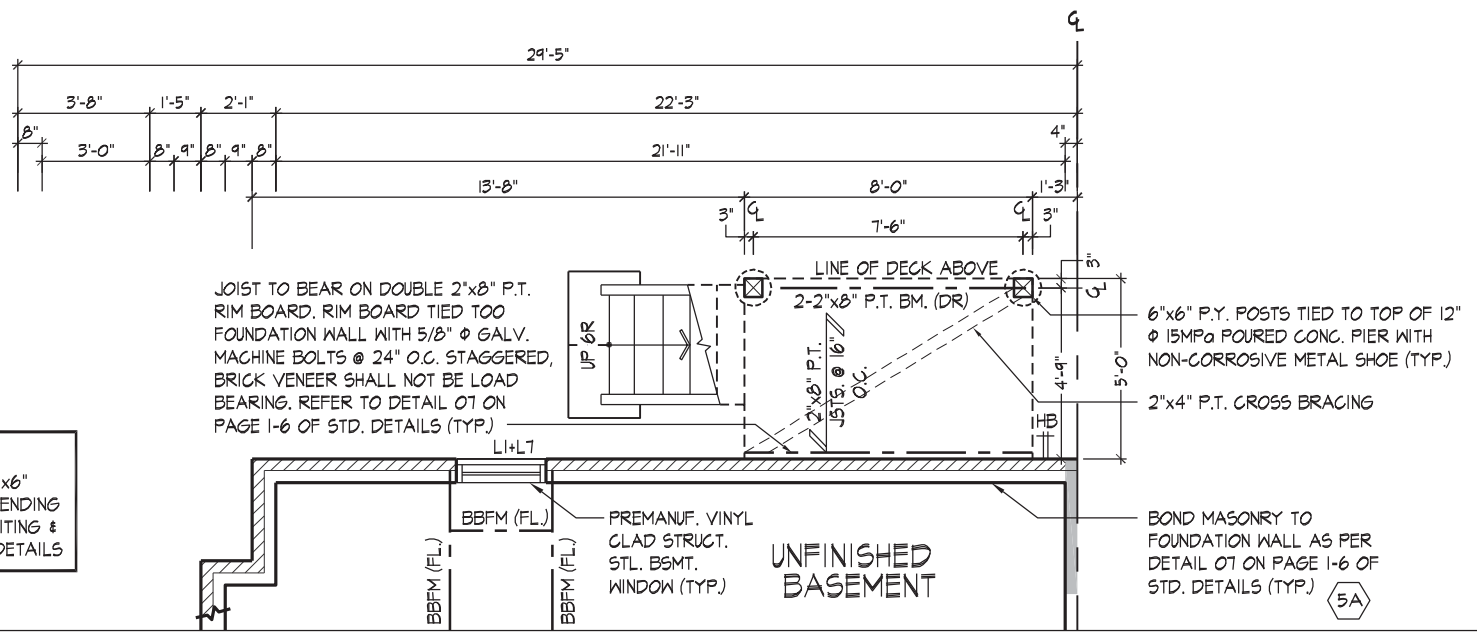 ℄
29'-5"
3'-8" 1'-5" 2'-1" 22'-3"
8" 4"
3'-0" 8" 9" 8" 9" 8" 21'-11"
13'-8" 8'-0" 1'-3"
3" ℄ ℄ 3"
7'-6"
LINE OF DECK ABOVE
2-2"x8" P.T. BM. (DR)
3"
℄
4'-9"
5'-0"
JOIST TO BEAR ON DOUBLE 2"x8" P.T.
RIM BOARD. RIM BOARD TIED TOO
FOUNDATION WALL WITH 5/8" Φ GALV.
MACHINE BOLTS @ 24" O.C. STAGGERED,
BRICK VENEER SHALL NOT BE LOAD
BEARING. REFER TO DETAIL 07 ON
PAGE 1-6 OF STD. DETAILS (TYP.)
UP 6R
2"x8" P.T.
JSTS. @ 16"
O.C.
6"x6" P.Y. POSTS TIED TO TOP OF 12"
Φ 15MPa POURED CONC. PIER WITH
NON-CORROSIVE METAL SHOE (TYP.)
2"x4" P.T. CROSS BRACING
HB
L1+L7
x6"
ENDING
ITING &
DETAILS
BBFM (FL.)
BBFM (FL.)
BBFM (FL.)
PREMANUF. VINYL
CLAD STRUCT.
STL. BSMT.
WINDOW (TYP.)
UNFINISHED
BASEMENT
BOND MASONRY TO
FOUNDATION WALL AS PER
DETAIL 07 ON PAGE 1-6 OF
STD. DETAILS (TYP.)
5A